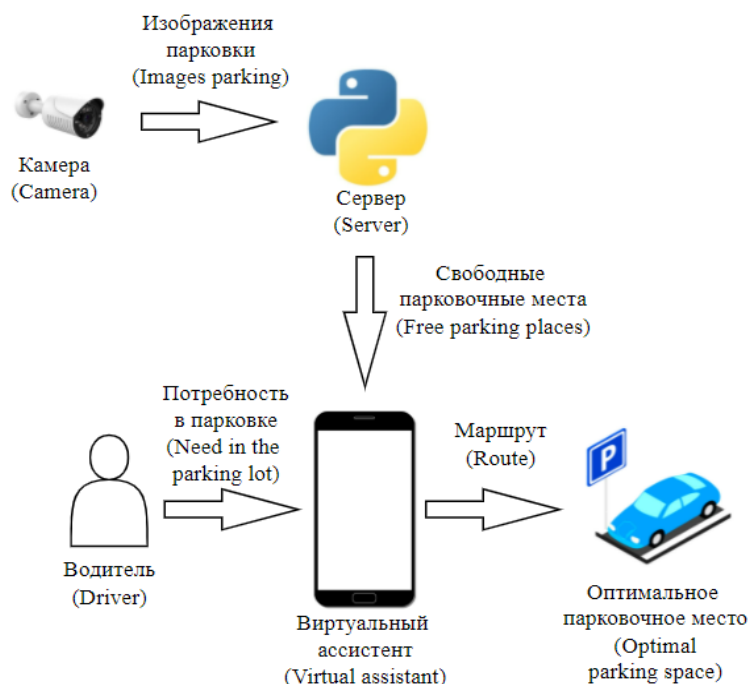 Изображения
парковки
(Images parking)
Камера
(Camera)
Сервер
(Server)
Свободные
парковочные места
(Free parking places)
Потребность
в парковке
(Need in the
parking lot)
Маршрут
(Route)
P
Водитель
(Driver)
Виртуальный
ассистент
(Virtual assistant)
Оптимальное
парковочное место
(Optimal
parking space)